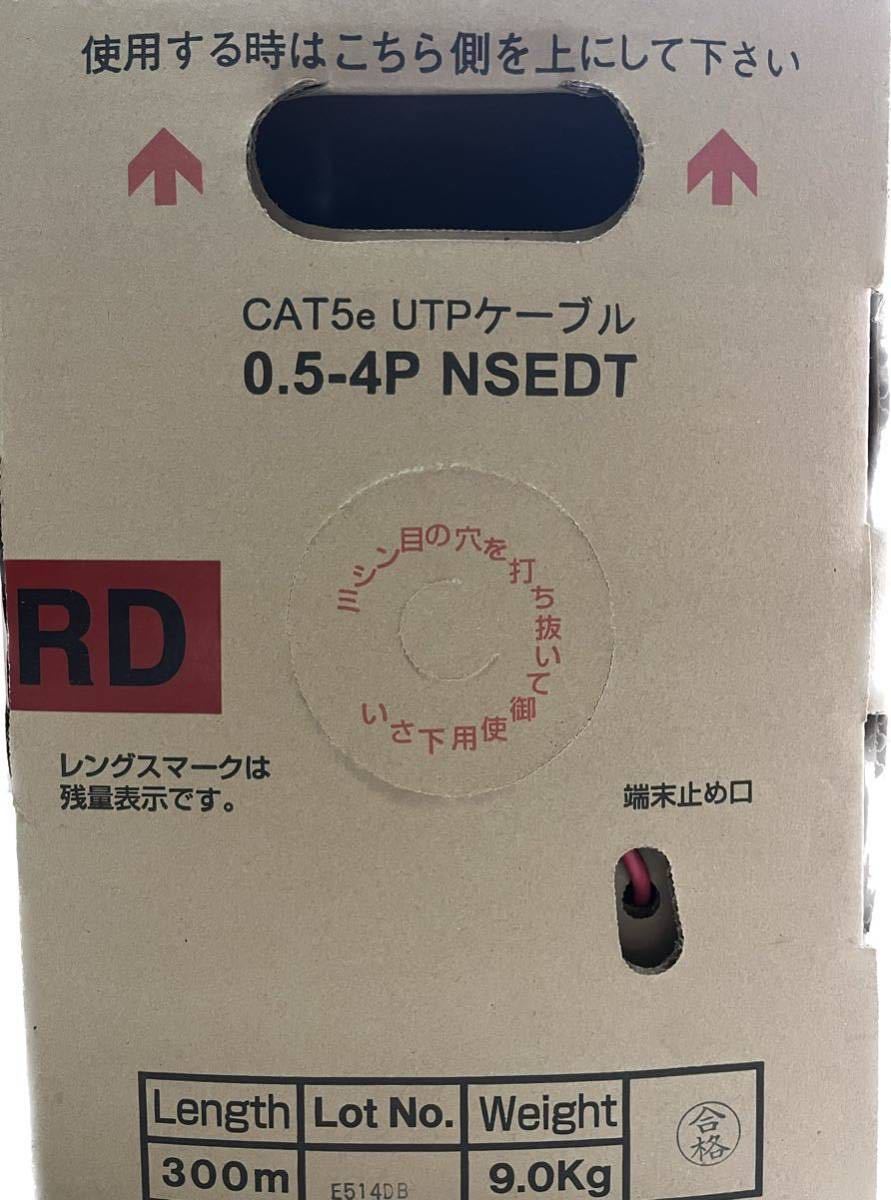 使用する時はこちら側を上にして下さい
CAT5e UTPケーブル
0.5-4P NSEDT
ミシン目の穴を打ち抜いて御使用下さい
RD
レングスマークは
残量表示です。
端末止め口
Length Lot No. Weight
合格
300m E514DB 9.0Kg